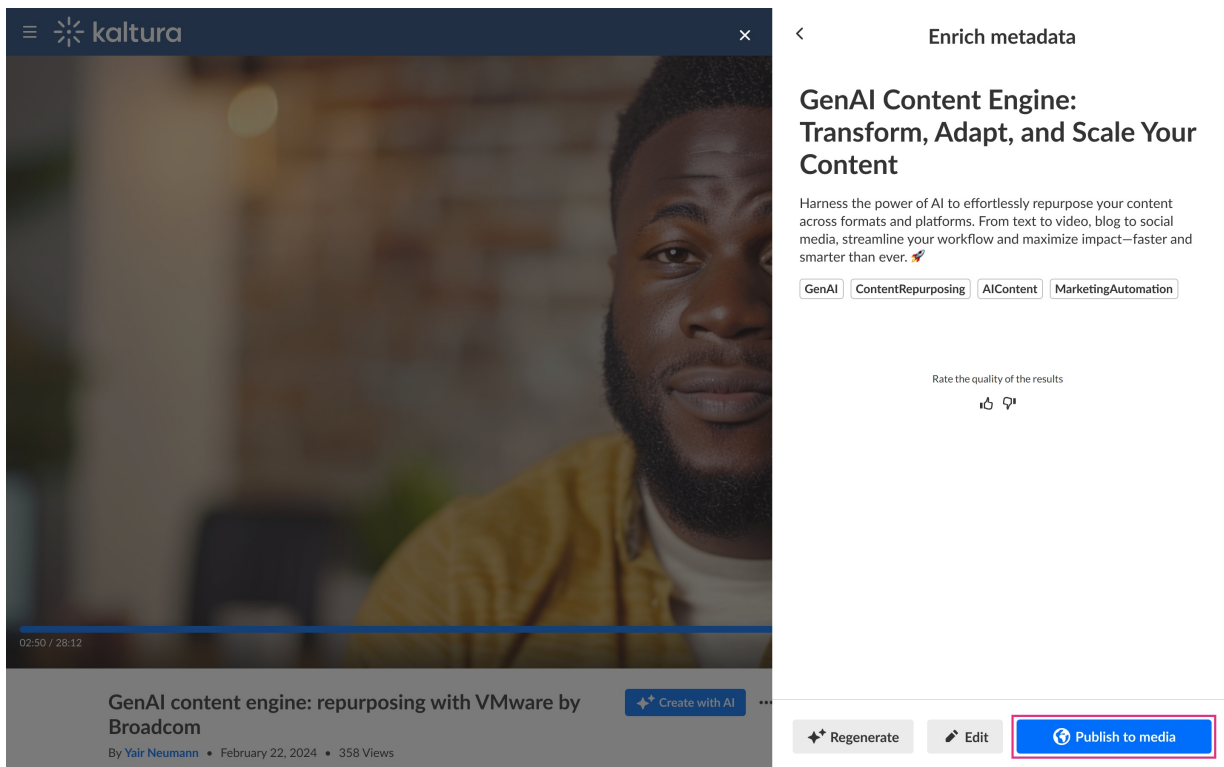 kaltura
02:50 / 28:12
GenAI content engine: repurposing with VMware by
Broadcom
Create with AI
By Yair Neumann • February 22, 2024 • 358 Views
Enrich metadata
GenAI Content Engine:
Transform, Adapt, and Scale Your
Content
Harness the power of AI to effortlessly repurpose your content
across formats and platforms. From text to video, blog to social
media, streamline your workflow and maximize impact—faster and
smarter than ever. 🚀
GenAI ContentRepurposing AIContent MarketingAutomation
Rate the quality of the results
Regenerate Edit Publish to media